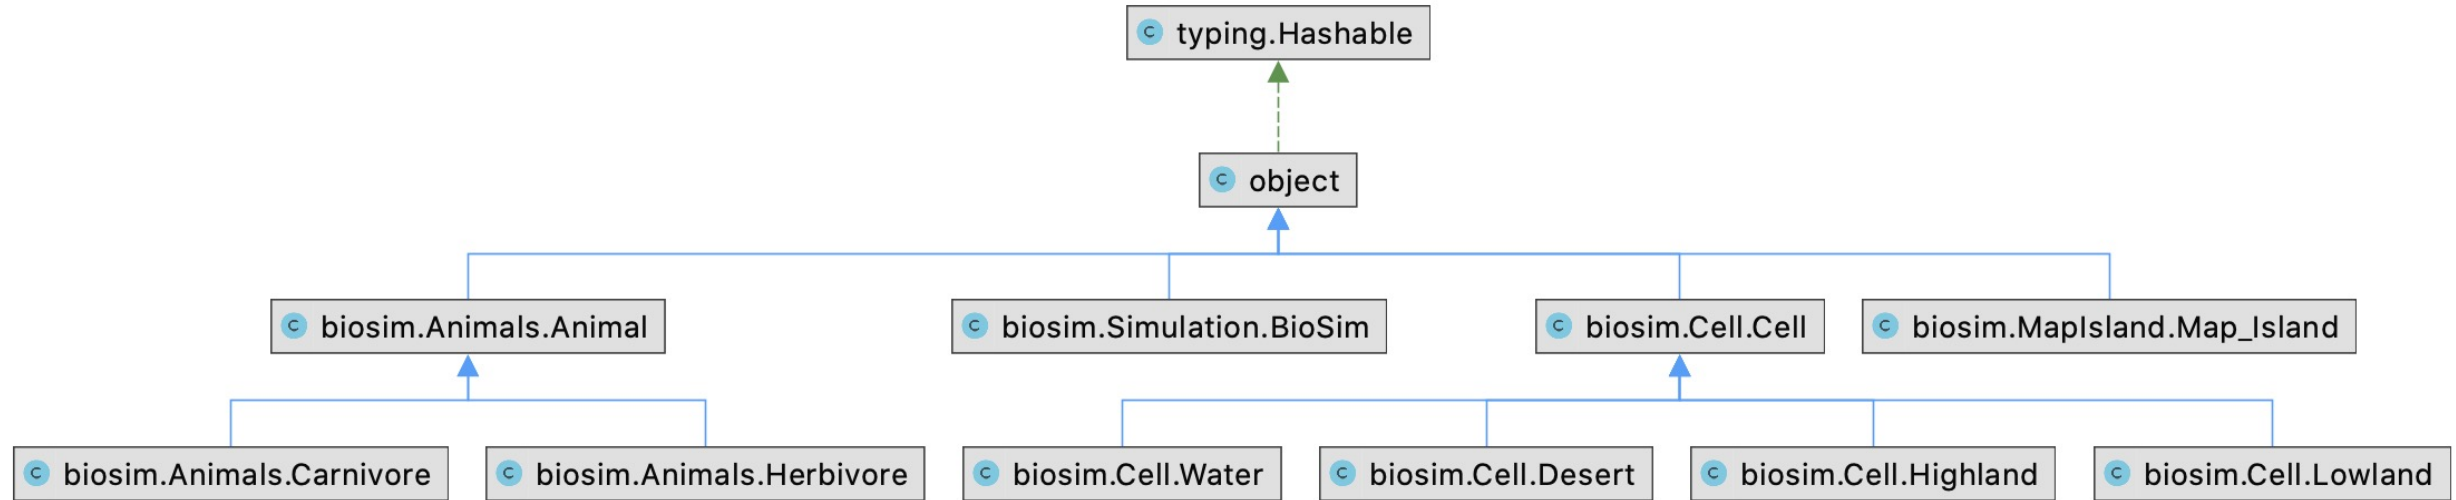 C typing.Hashable
C object
C biosim.Animals.Animal
C biosim.Simulation.BioSim
C biosim.Cell.Cell
C biosim.MapIsland.Map_Island
C biosim.Animals.Carnivore
C biosim.Animals.Herbivore
C biosim.Cell.Water
C biosim.Cell.Desert
C biosim.Cell.Highland
C biosim.Cell.Lowland